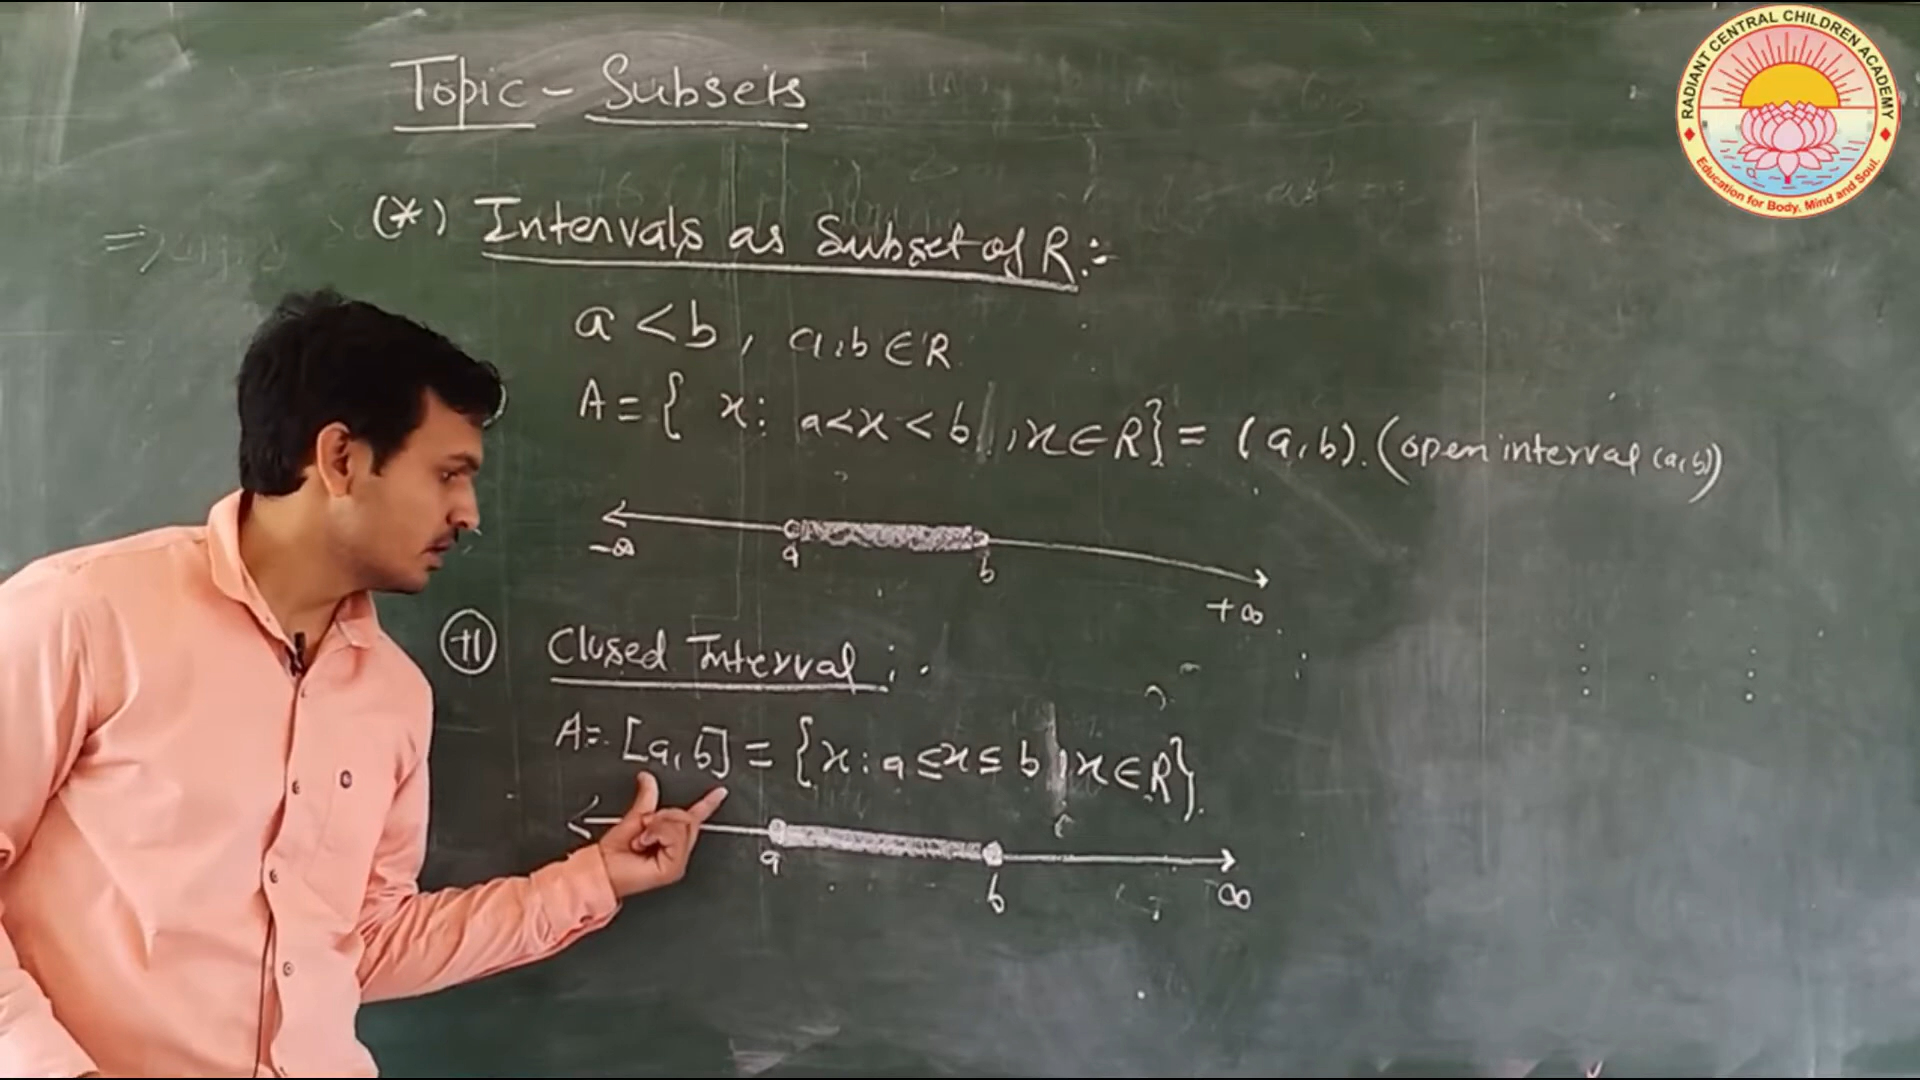 Topic - Subsets
(*) Intervals as Subset of R :-
a < b , a,b ∈ R
A = { x : a < x < b , x ∈ R } = (a, b). (open interval (a,b))
a b
-∞ +∞
(ii) Closed Interval :-
A = [a, b] = { x : a ≤ x ≤ b , x ∈ R }.
a b ∞
RADIANT CENTRAL CHILDREN ACADEMY
Education for Body, Mind and Soul.